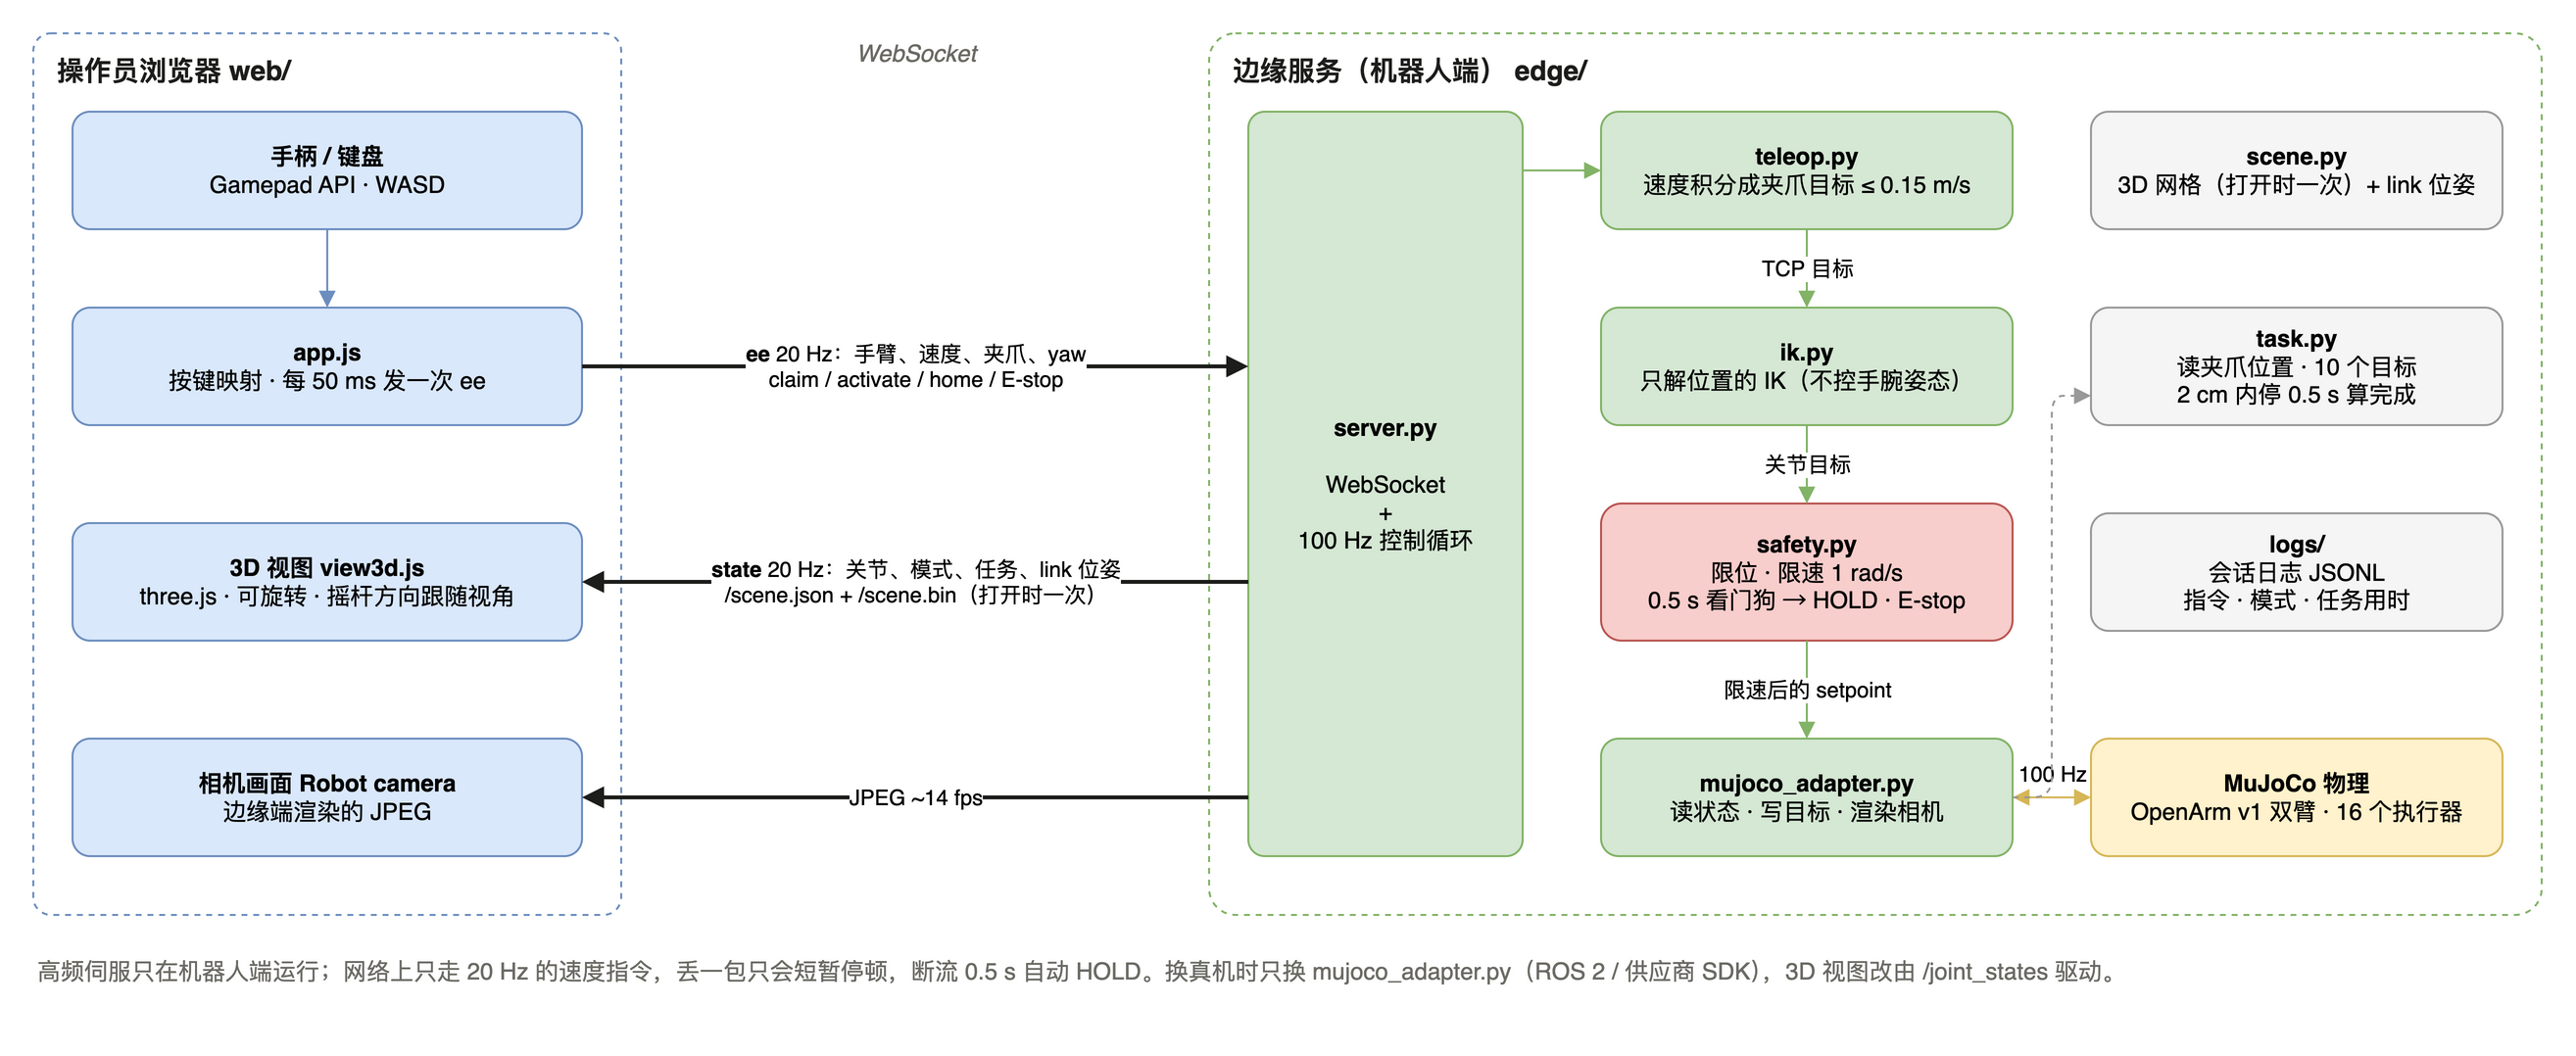 操作员浏览器 web/
手柄 / 键盘
Gamepad API · WASD
app.js
按键映射 · 每 50 ms 发一次 ee
3D 视图 view3d.js
three.js · 可旋转 · 摇杆方向跟随视角
相机画面 Robot camera
边缘端渲染的 JPEG
WebSocket
ee 20 Hz：手臂、速度、夹爪、yaw
claim / activate / home / E-stop
state 20 Hz：关节、模式、任务、link 位姿
/scene.json + /scene.bin（打开时一次）
JPEG ~14 fps
边缘服务（机器人端） edge/
server.py
WebSocket
+
100 Hz 控制循环
teleop.py
速度积分成夹爪目标 ≤ 0.15 m/s
TCP 目标
ik.py
只解位置的 IK（不控手腕姿态）
关节目标
safety.py
限位 · 限速 1 rad/s
0.5 s 看门狗 → HOLD · E-stop
限速后的 setpoint
mujoco_adapter.py
读状态 · 写目标 · 渲染相机
100 Hz
scene.py
3D 网格（打开时一次）+ link 位姿
task.py
读夹爪位置 · 10 个目标
2 cm 内停 0.5 s 算完成
logs/
会话日志 JSONL
指令 · 模式 · 任务用时
MuJoCo 物理
OpenArm v1 双臂 · 16 个执行器
高频伺服只在机器人端运行；网络上只走 20 Hz 的速度指令，丢一包只会短暂停顿，断流 0.5 s 自动 HOLD。换真机时只换 mujoco_adapter.py（ROS 2 / 供应商 SDK），3D 视图改由 /joint_states 驱动。